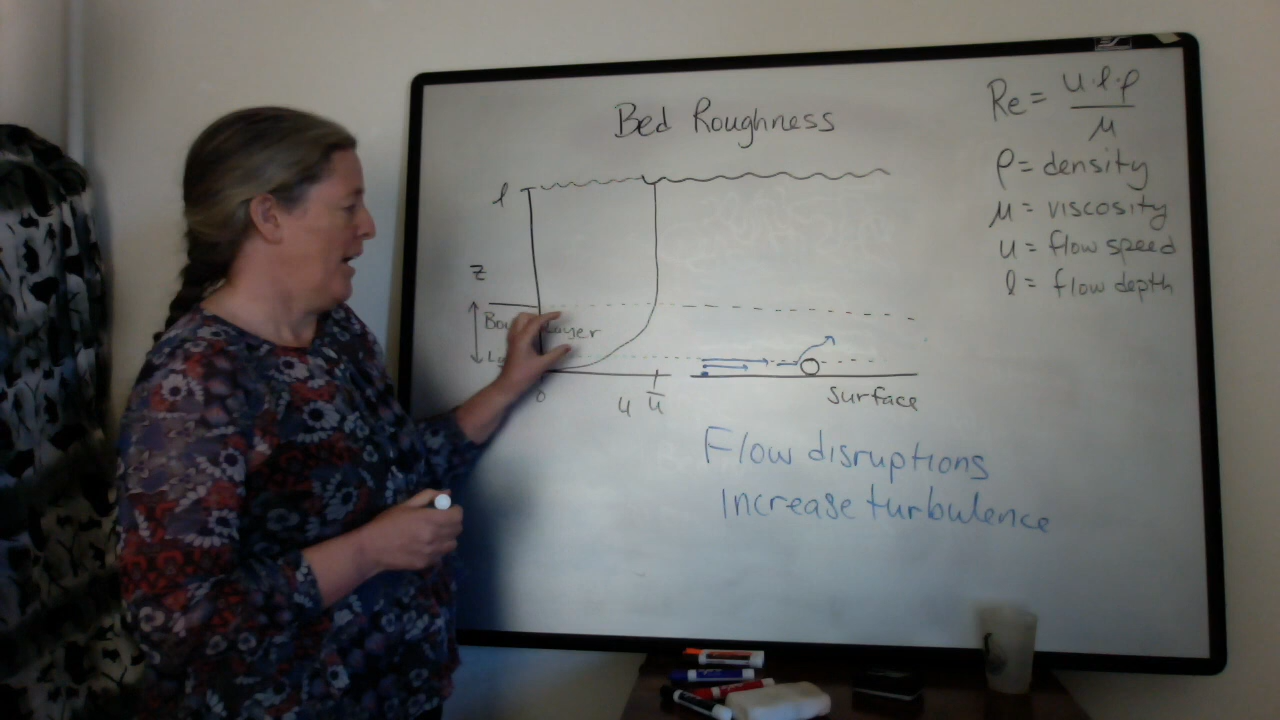 Bed Roughness
Re = u·l·ρ / μ
ρ = density
μ = viscosity
u = flow speed
l = flow depth
l
z
Layer
0
u ū
Surface
Flow disruptions
Increase turbulence